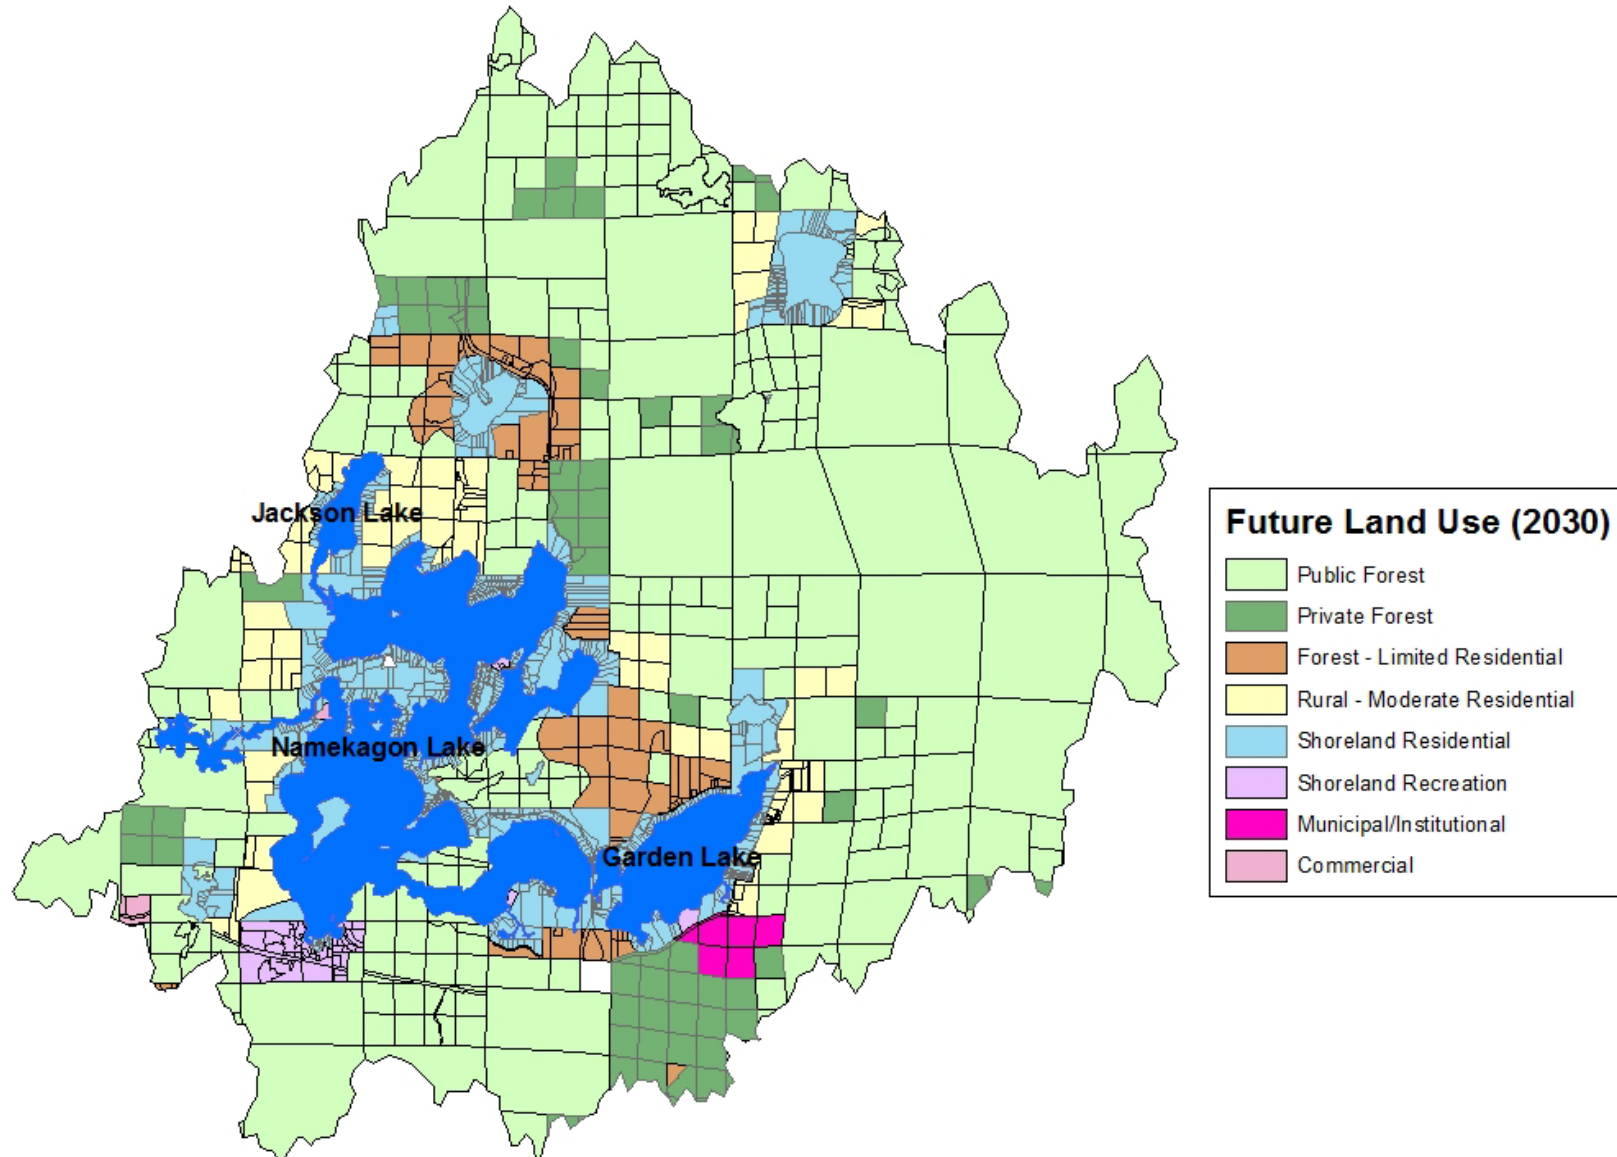 Jackson Lake
Namekagon Lake
Garden Lake
Future Land Use (2030)
Public Forest
Private Forest
Forest - Limited Residential
Rural - Moderate Residential
Shoreland Residential
Shoreland Recreation
Municipal/Institutional
Commercial